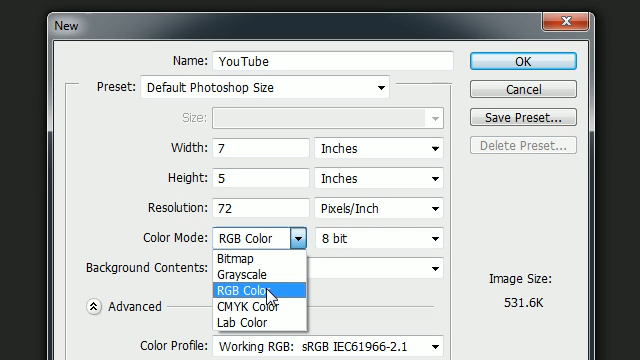 New
Name: YouTube
OK
Preset: Default Photoshop Size
Cancel
Size:
Save Preset...
Width: 7 Inches
Delete Preset...
Height: 5 Inches
Resolution: 72 Pixels/Inch
Color Mode: RGB Color 8 bit
Bitmap
Background Contents:
Grayscale
Image Size:
RGB Color
531.6K
CMYK Color
Advanced
Lab Color
Color Profile: Working RGB: sRGB IEC61966-2.1